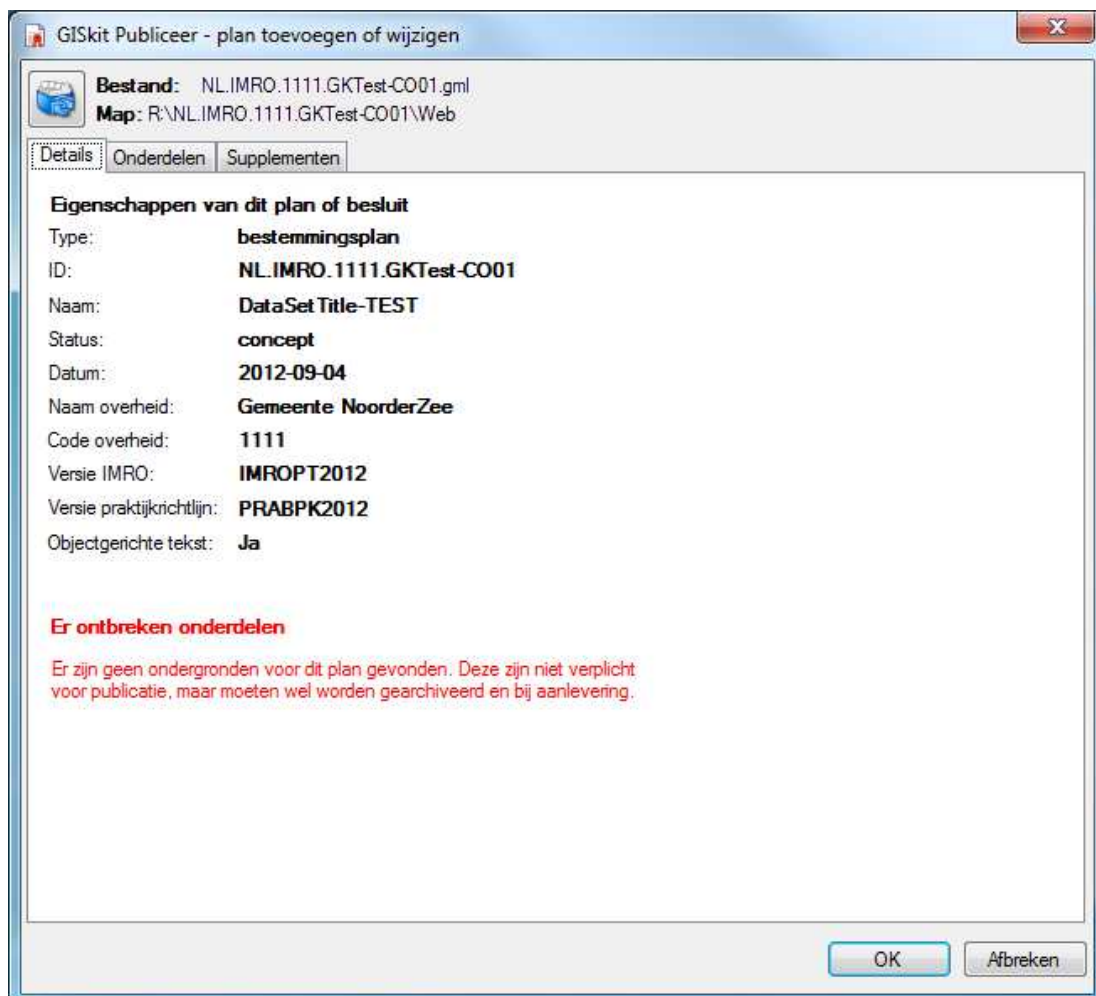 GISkit Publiceer - plan toevoegen of wijzigen
Bestand: NL.IMRO.1111.GKTest-CO01.gml
Map: R:\NL.IMRO.1111.GKTest-CO01\Web
Details Onderdelen Supplementen
Eigenschappen van dit plan of besluit
Type: bestemmingsplan
ID: NL.IMRO.1111.GKTest-CO01
Naam: DataSetTitle-TEST
Status: concept
Datum: 2012-09-04
Naam overheid: Gemeente NoorderZee
Code overheid: 1111
Versie IMRO: IMROPT2012
Versie praktijkrichtlijn: PRABPK2012
Objectgerichte tekst: Ja
Er ontbreken onderdelen
Er zijn geen ondergronden voor dit plan gevonden. Deze zijn niet verplicht
voor publicatie, maar moeten wel worden gearchiveerd en bij aanlevering.
OK Afbreken